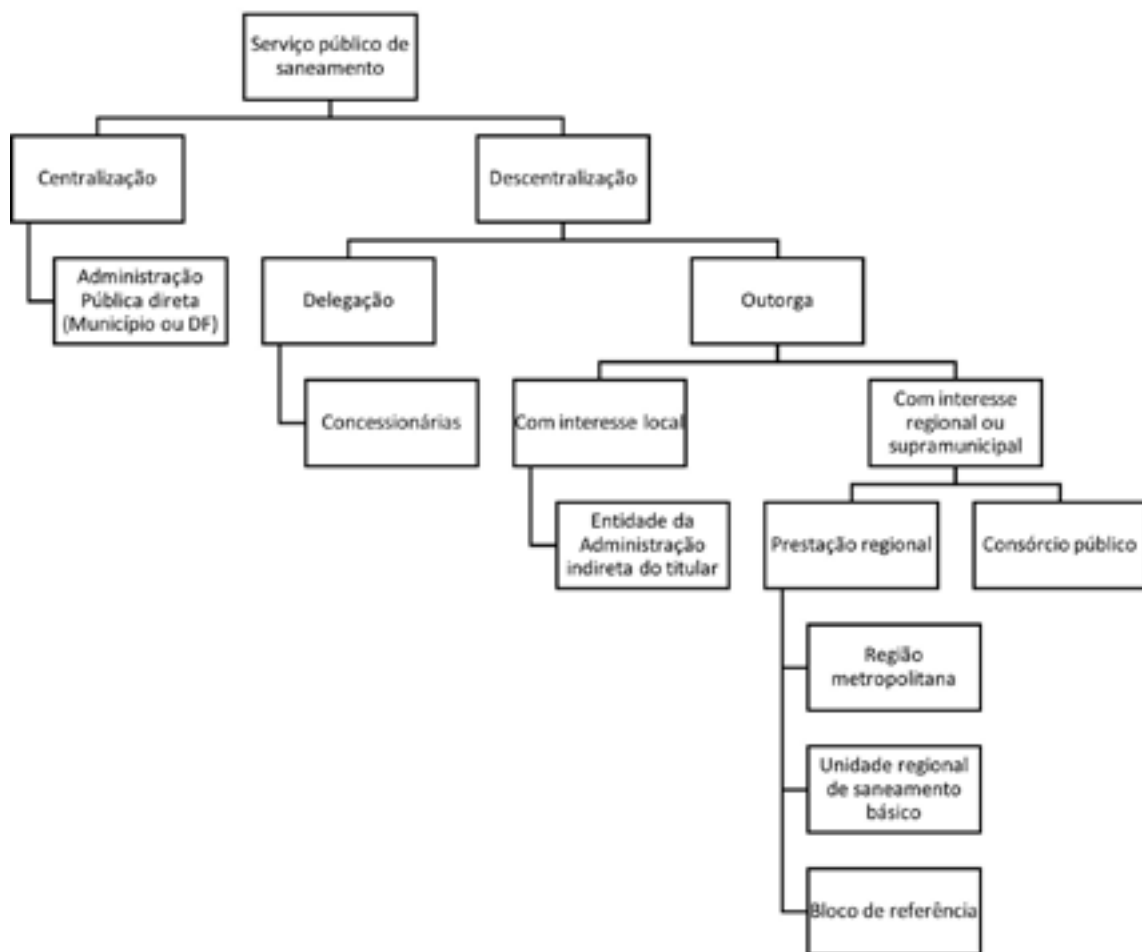 Serviço público de
saneamento
Centralização
Descentralização
Administração
Pública direta
(Município ou DF)
Delegação
Outorga
Concessionárias
Com interesse local
Com interesse
regional ou
supramunicipal
Entidade da
Administração
indireta do titular
Prestação regional
Consórcio público
Região
metropolitana
Unidade regional
de saneamento
básico
Bloco de referência